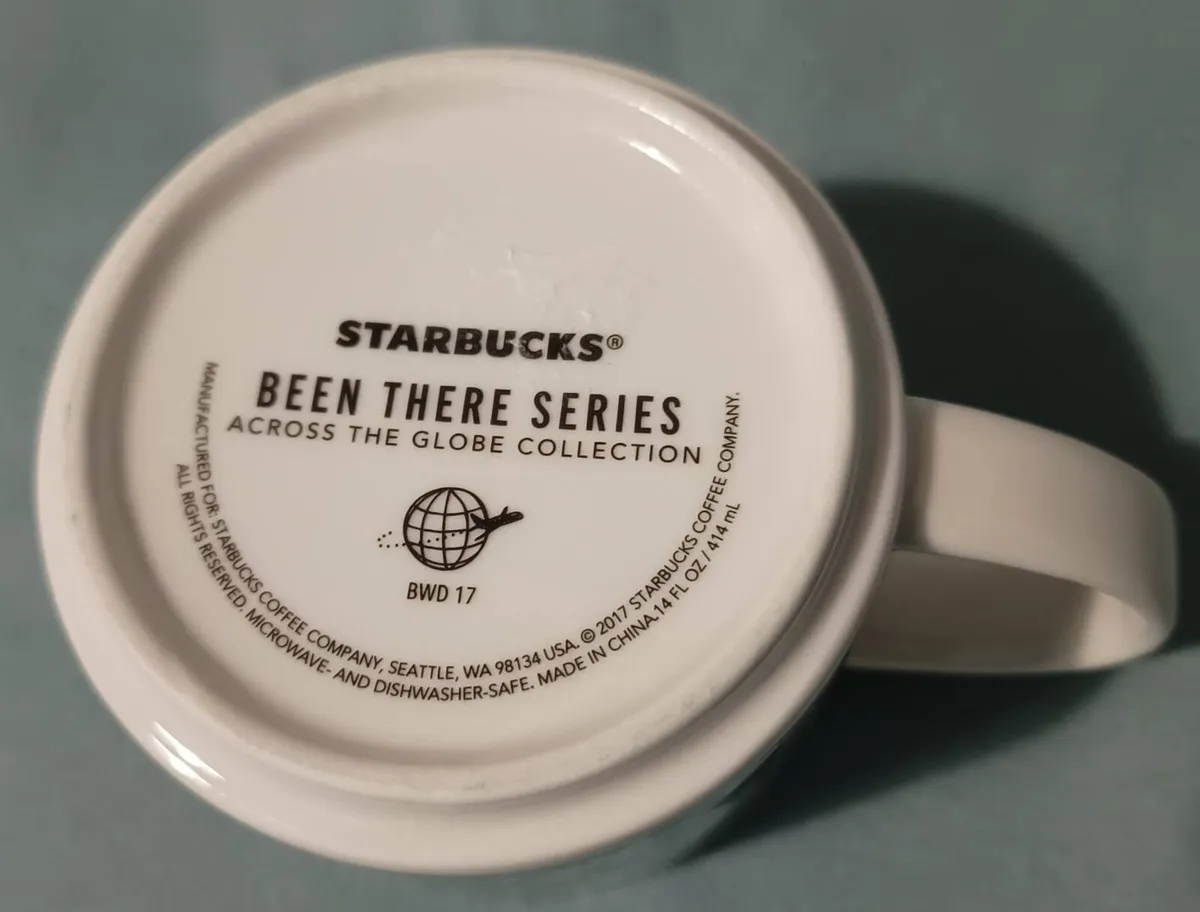 STARBUCKS®
BEEN THERE SERIES
ACROSS THE GLOBE COLLECTION
BWD 17
MANUFACTURED FOR: STARBUCKS COFFEE COMPANY, SEATTLE, WA 98134 USA. © 2017 STARBUCKS COFFEE COMPANY.
ALL RIGHTS RESERVED. MICROWAVE- AND DISHWASHER-SAFE. MADE IN CHINA. 14 FL OZ / 414 mL